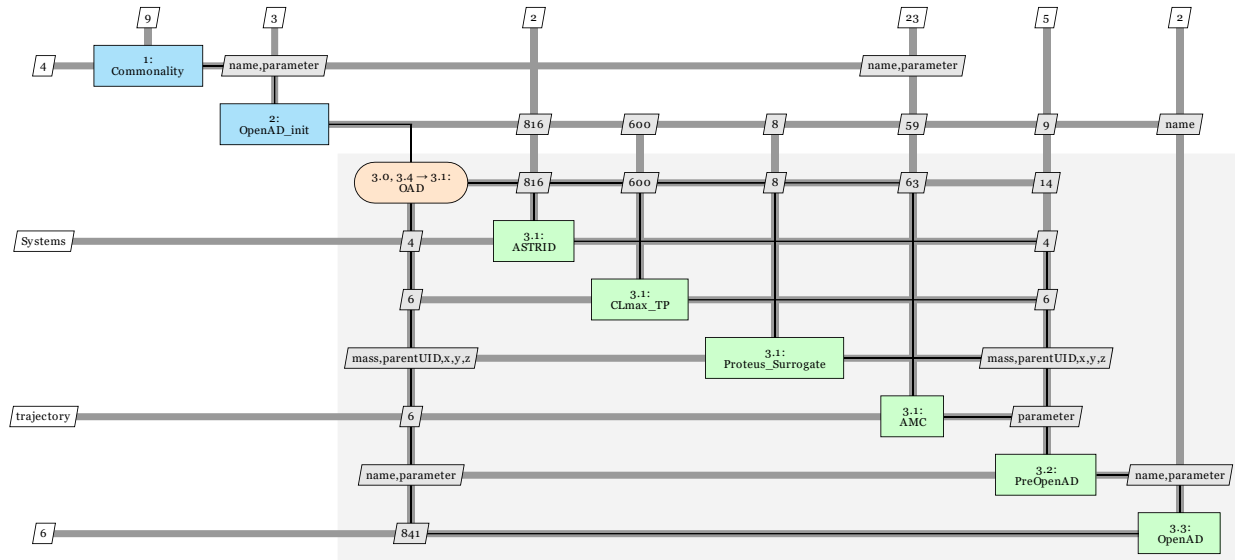 9
3
2
23
5
2
4
1:
Commonality
name,parameter
name,parameter
2:
OpenAD_init
816
600
8
59
9
name
3.0, 3.4 → 3.1:
OAD
816
600
8
63
14
Systems
4
3.1:
ASTRID
4
6
3.1:
CLmax_TP
6
mass,parentUID,x,y,z
3.1:
Proteus_Surrogate
mass,parentUID,x,y,z
trajectory
6
3.1:
AMC
parameter
name,parameter
3.2:
PreOpenAD
name,parameter
6
841
3.3:
OpenAD